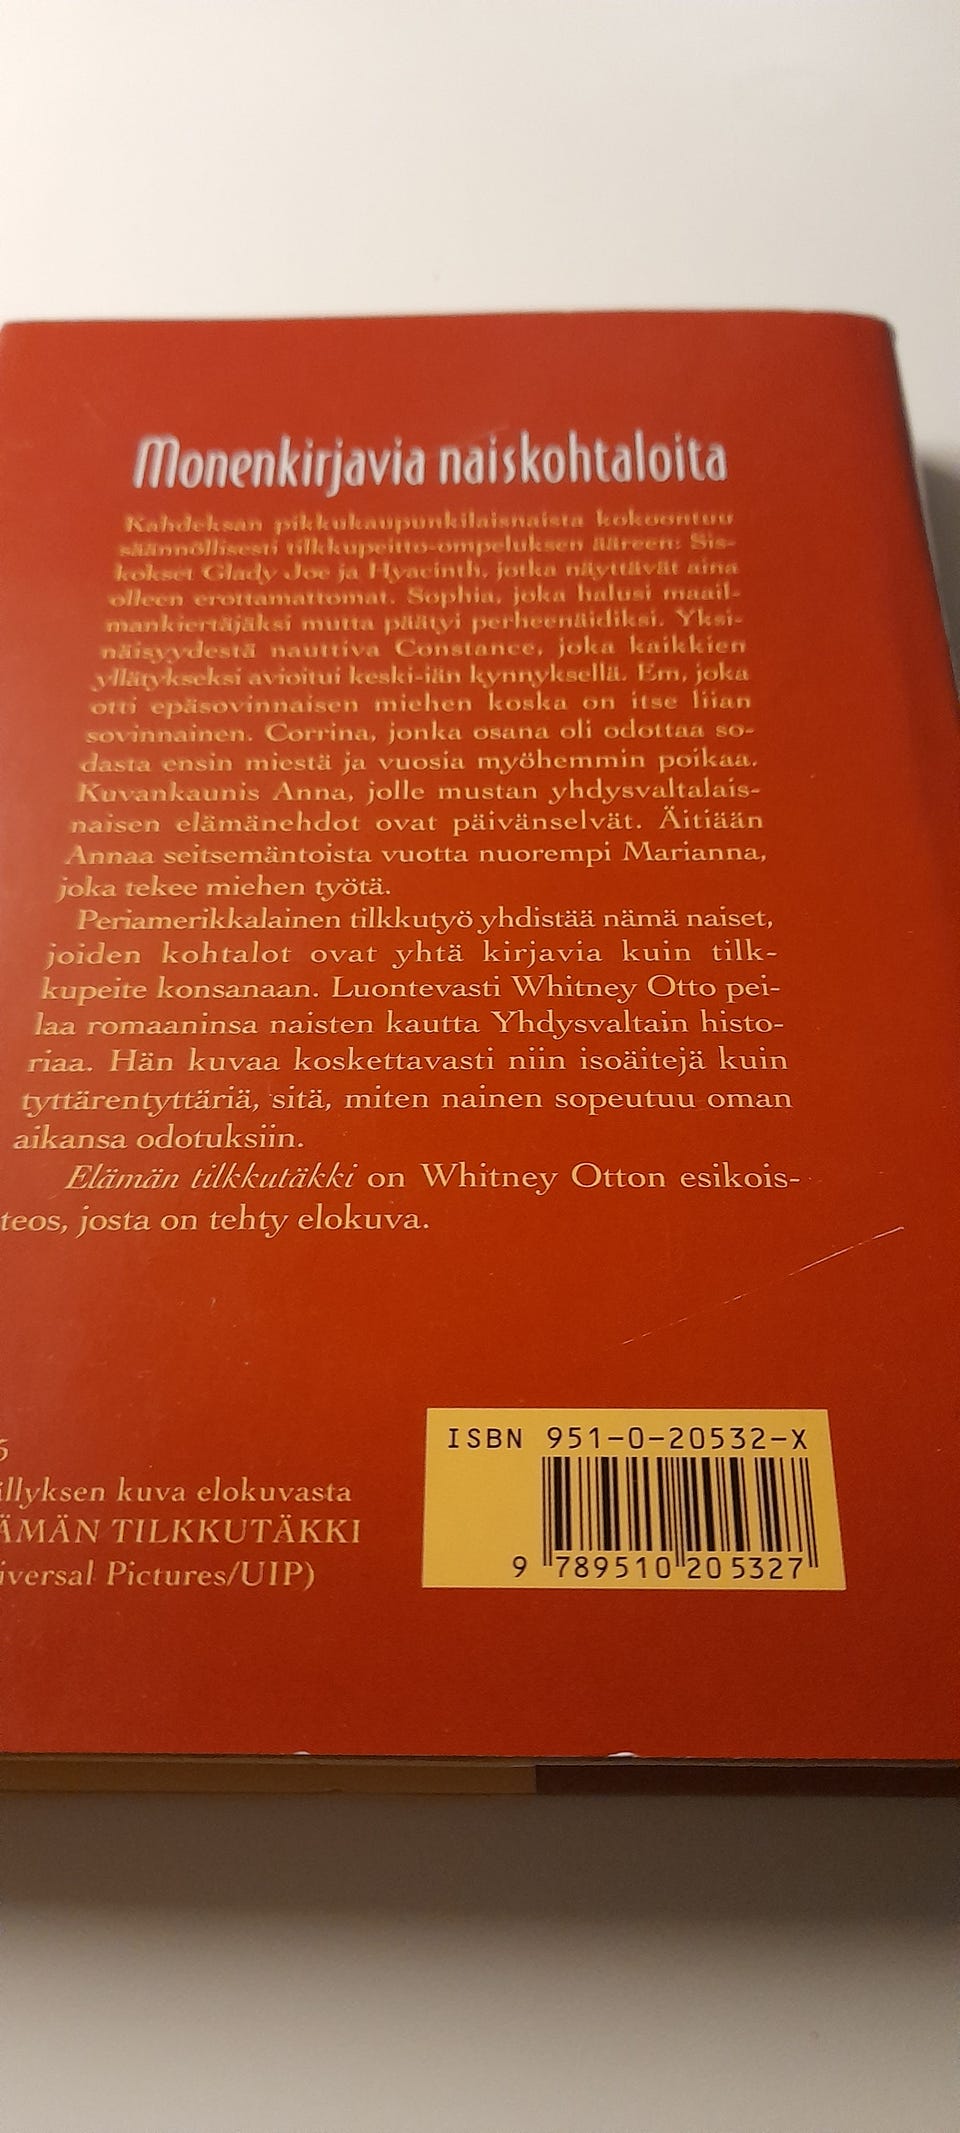 Monenkirjavia naiskohtaloita
Kahdeksan pikkukaupunkilaisnaista kokoontuu
säännöllisesti tilkkupeitto-ompeluksen ääreen: Sis-
kokset Glady Joe ja Hyacinth, jotka näyttävät aina
olleen erottamattomat. Sophia, joka halusi maail-
mankiertäjäksi mutta päätyi perheenäidiksi. Yksi-
näisyydestä nauttiva Constance, joka kaikkien
yllätykseksi avioitui keski-iän kynnyksellä. Em, joka
otti epäsovinnaisen miehen koska on itse liian
sovinnainen. Corrina, jonka osana oli odottaa so-
dasta ensin miestä ja vuosia myöhemmin poikaa.
Kuvankaunis Anna, jolle mustan yhdysvaltalais-
naisen elämänehdot ovat päivänselvät. Äitiään
Annaa seitsemäntoista vuotta nuorempi Marianna,
joka tekee miehen työtä.
Periamerikkalainen tilkkutyö yhdistää nämä naiset,
joiden kohtalot ovat yhtä kirjavia kuin tilk-
kupeite konsanaan. Luontevasti Whitney Otto pei-
laa romaaninsa naisten kautta Yhdysvaltain histo-
riaa. Hän kuvaa koskettavasti niin isoäitejä kuin
tyttärentyttäriä, sitä, miten nainen sopeutuu oman
aikansa odotuksiin.
Elämän tilkkutäkki on Whitney Otton esikois-
teos, josta on tehty elokuva.
ISBN 951-0-20532-X
9 789510 205327
6
illyksen kuva elokuvasta
ÄMÄN TILKKUTÄKKI
iversal Pictures/UIP)